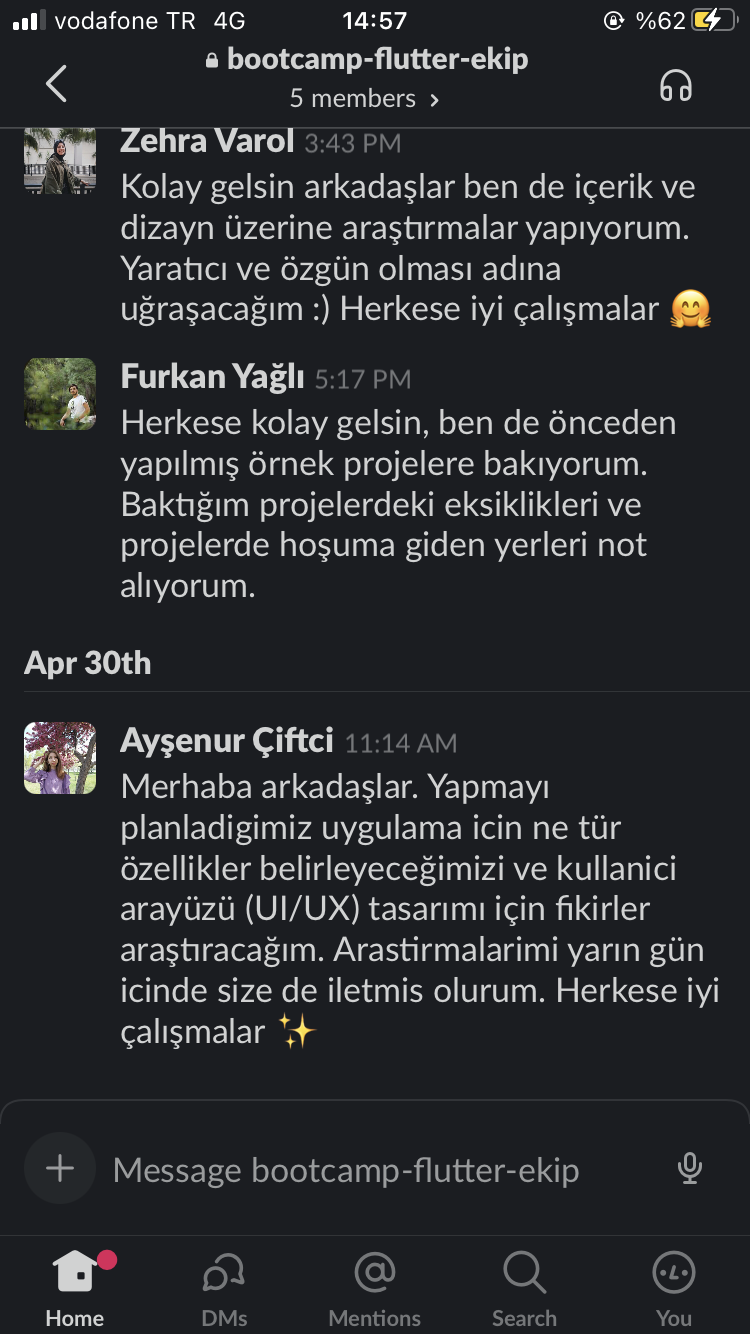 vodafone TR 4G 14:57 %62
bootcamp-flutter-ekip
5 members
Zehra Varol 3:43 PM
Kolay gelsin arkadaşlar ben de içerik ve
dizayn üzerine araştırmalar yapıyorum.
Yaratıcı ve özgün olması adına
uğraşacağım :) Herkese iyi çalışmalar 🤗
Furkan Yağlı 5:17 PM
Herkese kolay gelsin, ben de önceden
yapılmış örnek projelere bakıyorum.
Baktığım projelerdeki eksiklikleri ve
projelerde hoşuma giden yerleri not
alıyorum.
Apr 30th
Ayşenur Çiftci 11:14 AM
Merhaba arkadaşlar. Yapmayı
planladigimiz uygulama icin ne tür
özellikler belirleyeceğimizi ve kullanici
arayüzü (UI/UX) tasarımı için fikirler
araştıracağım. Arastirmalarimi yarın gün
icinde size de iletmis olurum. Herkese iyi
çalışmalar ✨
Message bootcamp-flutter-ekip
Home DMs Mentions Search You